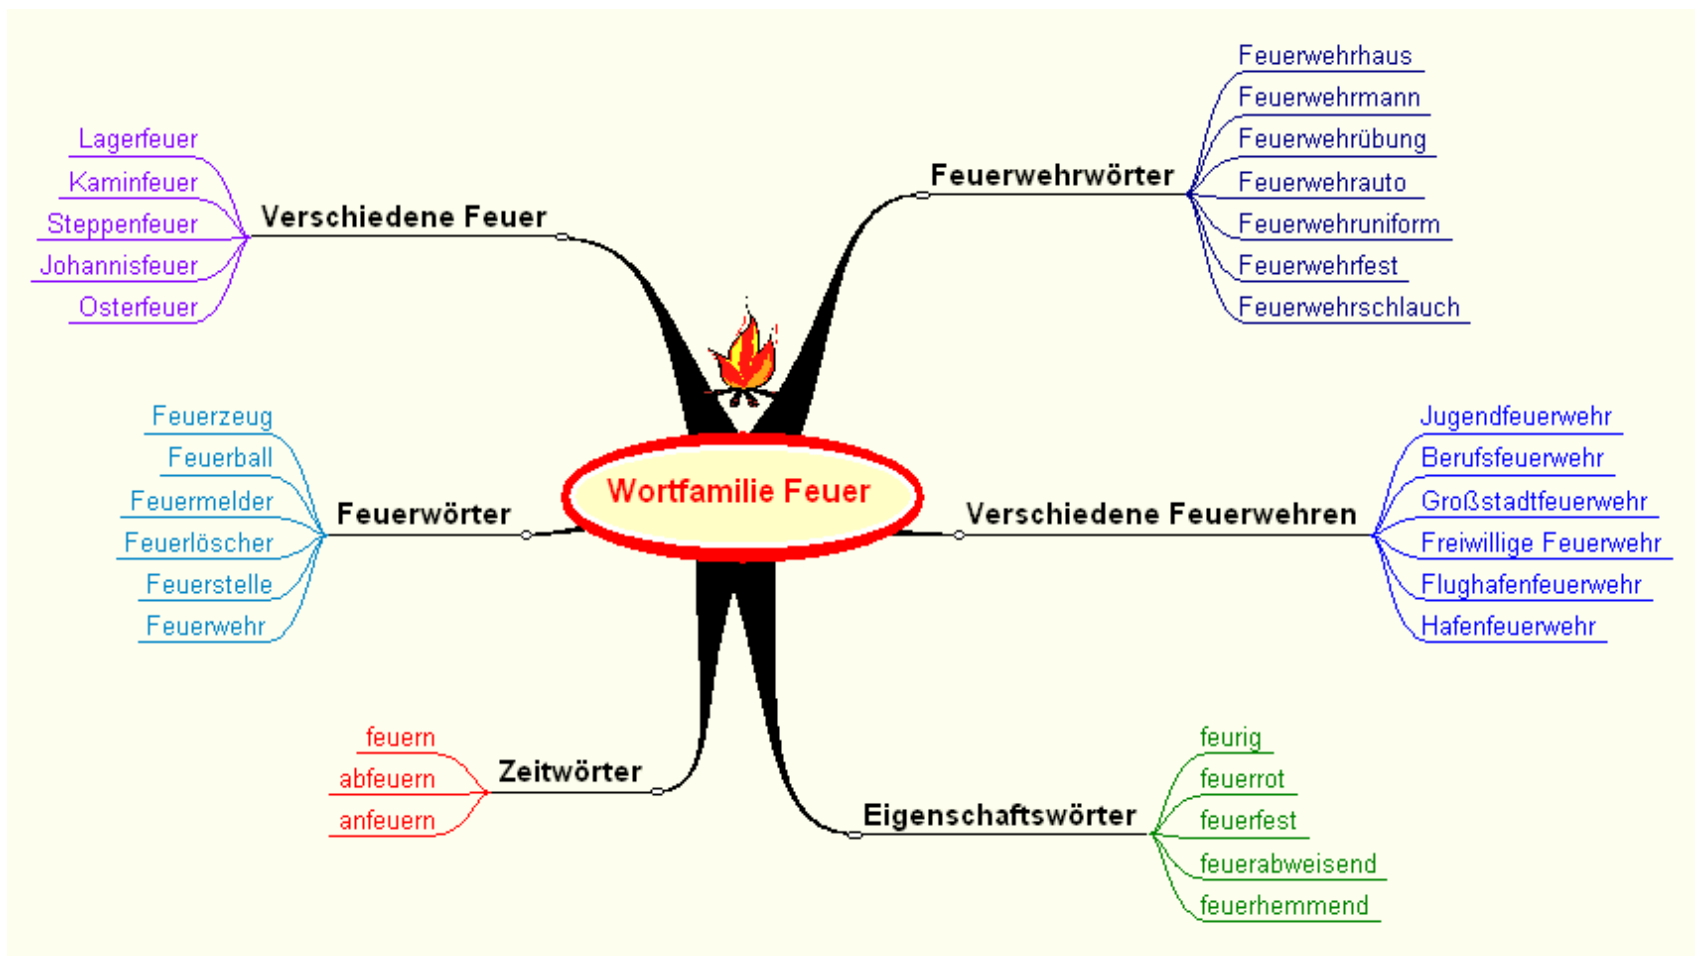 Wortfamilie Feuer
Verschiedene Feuer
Lagerfeuer
Kaminfeuer
Steppenfeuer
Johannisfeuer
Osterfeuer
Feuerwörter
Feuerzeug
Feuerball
Feuermelder
Feuerlöscher
Feuerstelle
Feuerwehr
Zeitwörter
feuern
abfeuern
anfeuern
Feuerwehrwörter
Feuerwehrhaus
Feuerwehrmann
Feuerwehrübung
Feuerwehrauto
Feuerwehruniform
Feuerwehrfest
Feuerwehrschlauch
Verschiedene Feuerwehren
Jugendfeuerwehr
Berufsfeuerwehr
Großstadtfeuerwehr
Freiwillige Feuerwehr
Flughafenfeuerwehr
Hafenfeuerwehr
Eigenschaftswörter
feurig
feuerrot
feuerfest
feuerabweisend
feuerhemmend